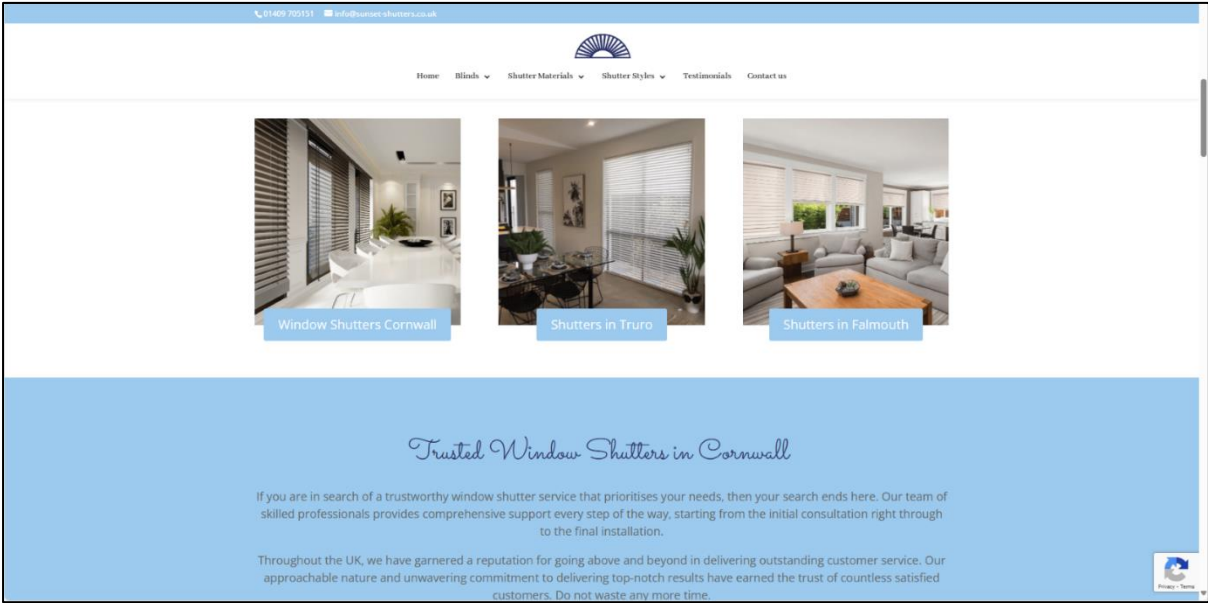 01409 705151 info@sunset-shutters.co.uk
Home Blinds Shutter Materials Shutter Styles Testimonials Contact us
Window Shutters Cornwall Shutters in Truro Shutters in Falmouth
Trusted Window Shutters in Cornwall
If you are in search of a trustworthy window shutter service that prioritises your needs, then your search ends here. Our team of
skilled professionals provides comprehensive support every step of the way, starting from the initial consultation right through
to the final installation.
Throughout the UK, we have garnered a reputation for going above and beyond in delivering outstanding customer service. Our
approachable nature and unwavering commitment to delivering top-notch results have earned the trust of countless satisfied
customers. Do not waste any more time.
Privacy - Terms